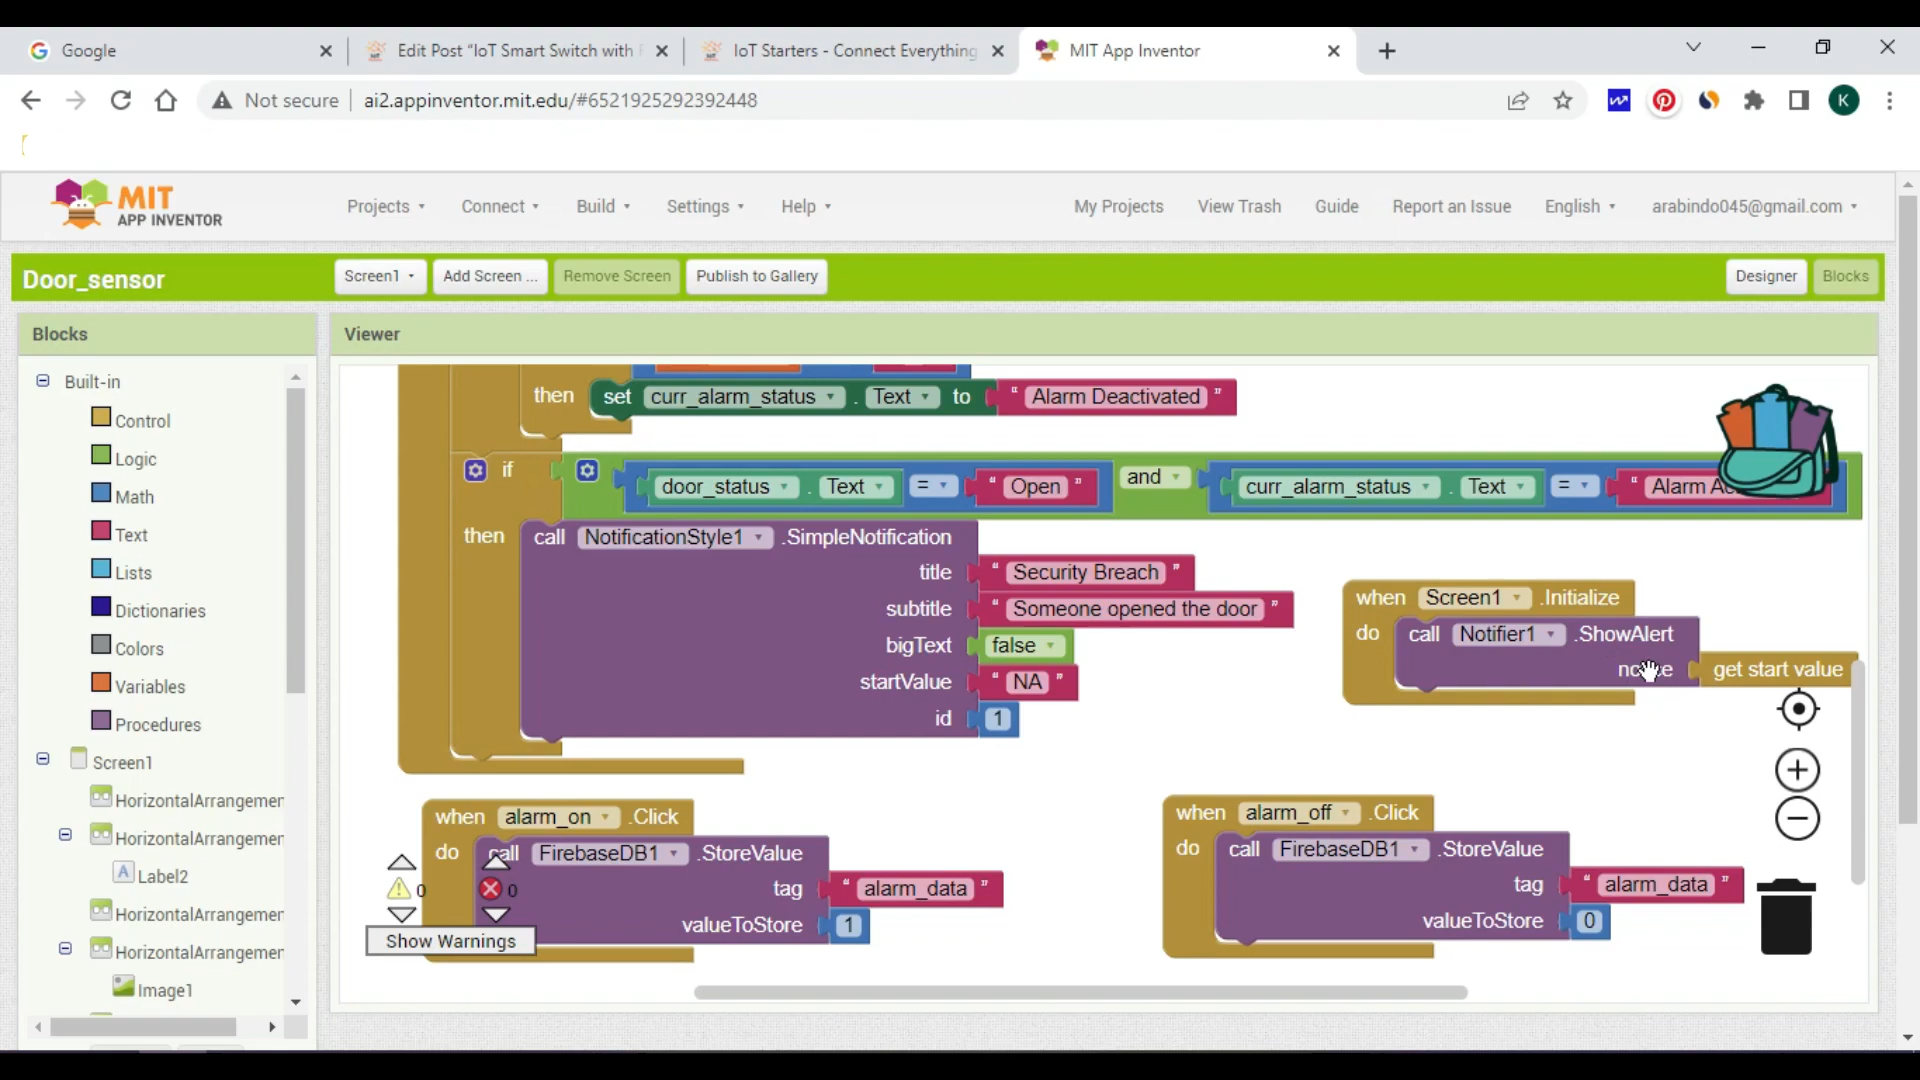 Google
Edit Post "IoT Smart Switch with
IoT Starters - Connect Everything
MIT App Inventor
Not secure
ai2.appinventor.mit.edu/#6521925292392448
K
MIT
APP INVENTOR
Projects
Connect
Build
Settings
Help
My Projects
View Trash
Guide
Report an Issue
English
arabindo045@gmail.com
Door_sensor
Screen1
Add Screen ...
Remove Screen
Publish to Gallery
Designer
Blocks
Blocks
Viewer
Built-in
Control
Logic
Math
Text
Lists
Dictionaries
Colors
Variables
Procedures
Screen1
HorizontalArrangemen
HorizontalArrangemen
Label2
HorizontalArrangemen
HorizontalArrangemen
Image1
then set curr_alarm_status . Text to " Alarm Deactivated "
if door_status . Text = " Open " and curr_alarm_status . Text = " Alarm
then call NotificationStyle1 .SimpleNotification
title " Security Breach "
subtitle " Someone opened the door "
bigText false
startValue " NA "
id 1
when Screen1 .Initialize
do call Notifier1 .ShowAlert
get start value
when alarm_on .Click
do call FirebaseDB1 .StoreValue
tag " alarm_data "
valueToStore 1
0 0
Show Warnings
when alarm_off .Click
do call FirebaseDB1 .StoreValue
tag " alarm_data "
valueToStore 0